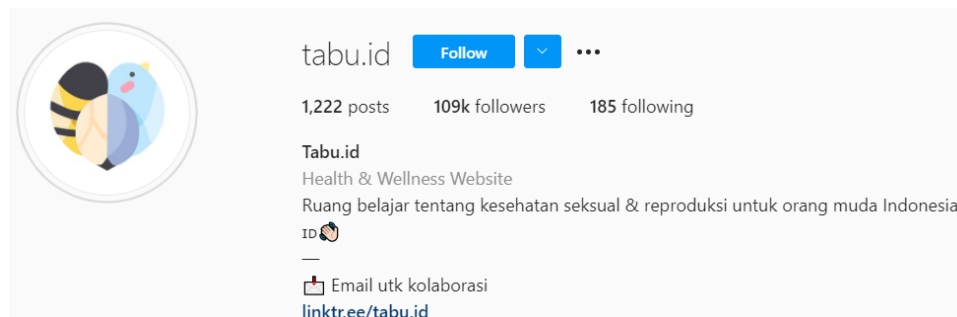 tabu.id Follow
1,222 posts 109k followers 185 following
Tabu.id
Health & Wellness Website
Ruang belajar tentang kesehatan seksual & reproduksi untuk orang muda Indonesia
ID👋🏻
—
📩 Email utk kolaborasi
linktr.ee/tabu.id